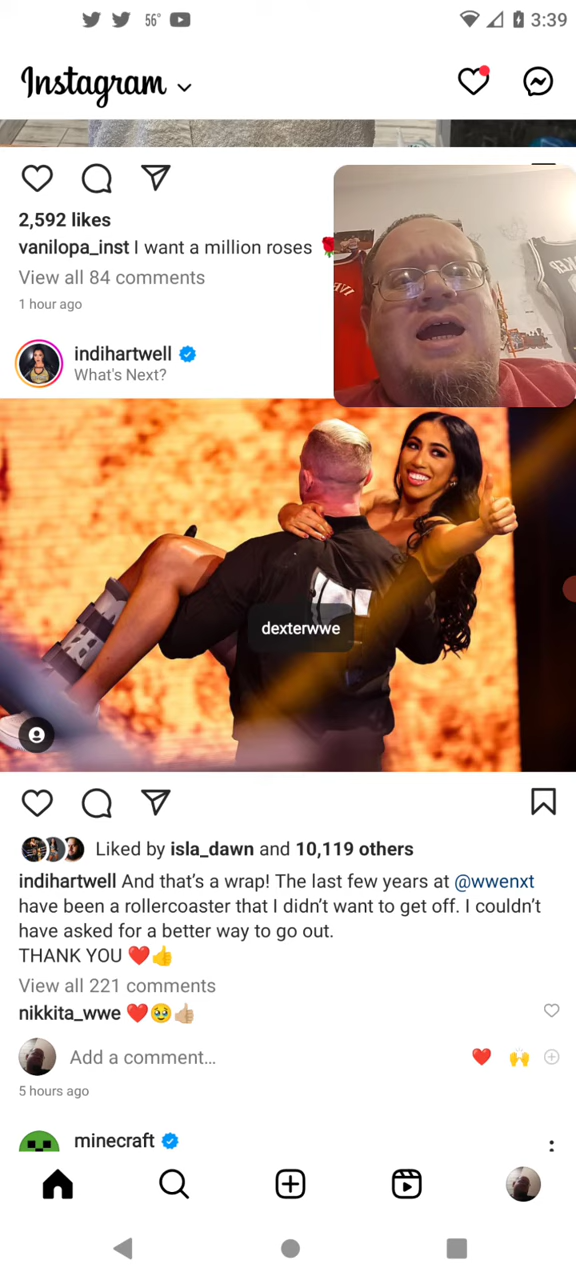 56° 3:39
Instagram
2,592 likes
vanilopa_inst I want a million roses 🌹
View all 84 comments
1 hour ago
indihartwell
What's Next?
dexterwwe
Liked by isla_dawn and 10,119 others
indihartwell And that's a wrap! The last few years at @wwenxt
have been a rollercoaster that I didn't want to get off. I couldn't
have asked for a better way to go out.
THANK YOU ❤️👍
View all 221 comments
nikkita_wwe ❤️🥹👍🏼
Add a comment... ❤️ 🙌
5 hours ago
minecraft